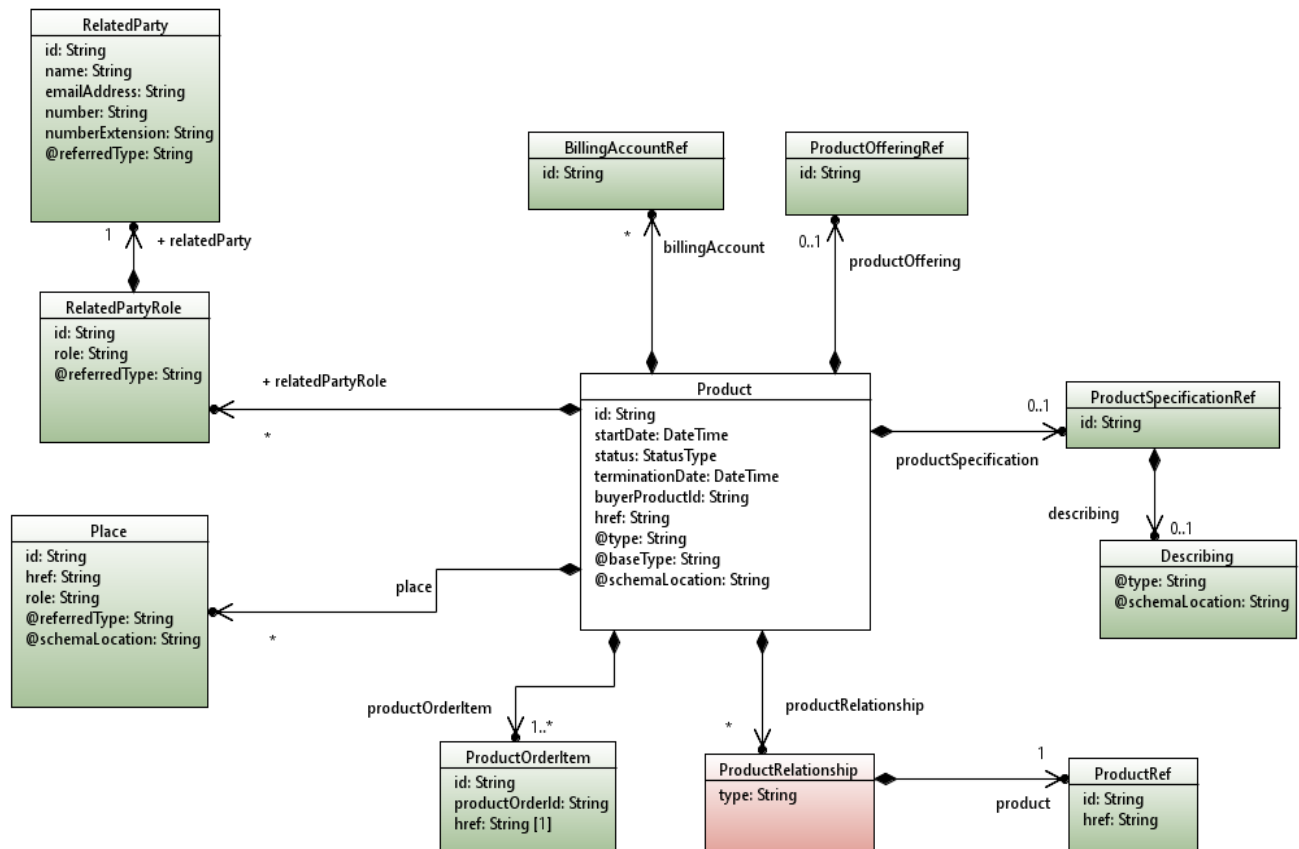 RelatedParty
id: String
name: String
emailAddress: String
number: String
numberExtension: String
@referredType: String
1
+ relatedParty
RelatedPartyRole
id: String
role: String
@referredType: String
+ relatedPartyRole
*
BillingAccountRef
id: String
*
billingAccount
ProductOfferingRef
id: String
0..1
productOffering
Product
id: String
startDate: DateTime
status: StatusType
terminationDate: DateTime
buyerProductId: String
href: String
@type: String
@baseType: String
@schemaLocation: String
ProductSpecificationRef
id: String
0..1
productSpecification
describing
0..1
Describing
@type: String
@schemaLocation: String
Place
id: String
href: String
role: String
@referredType: String
@schemaLocation: String
place
*
productOrderItem
1..*
ProductOrderItem
id: String
productOrderId: String
href: String [1]
productRelationship
*
ProductRelationship
type: String
1
product
ProductRef
id: String
href: String